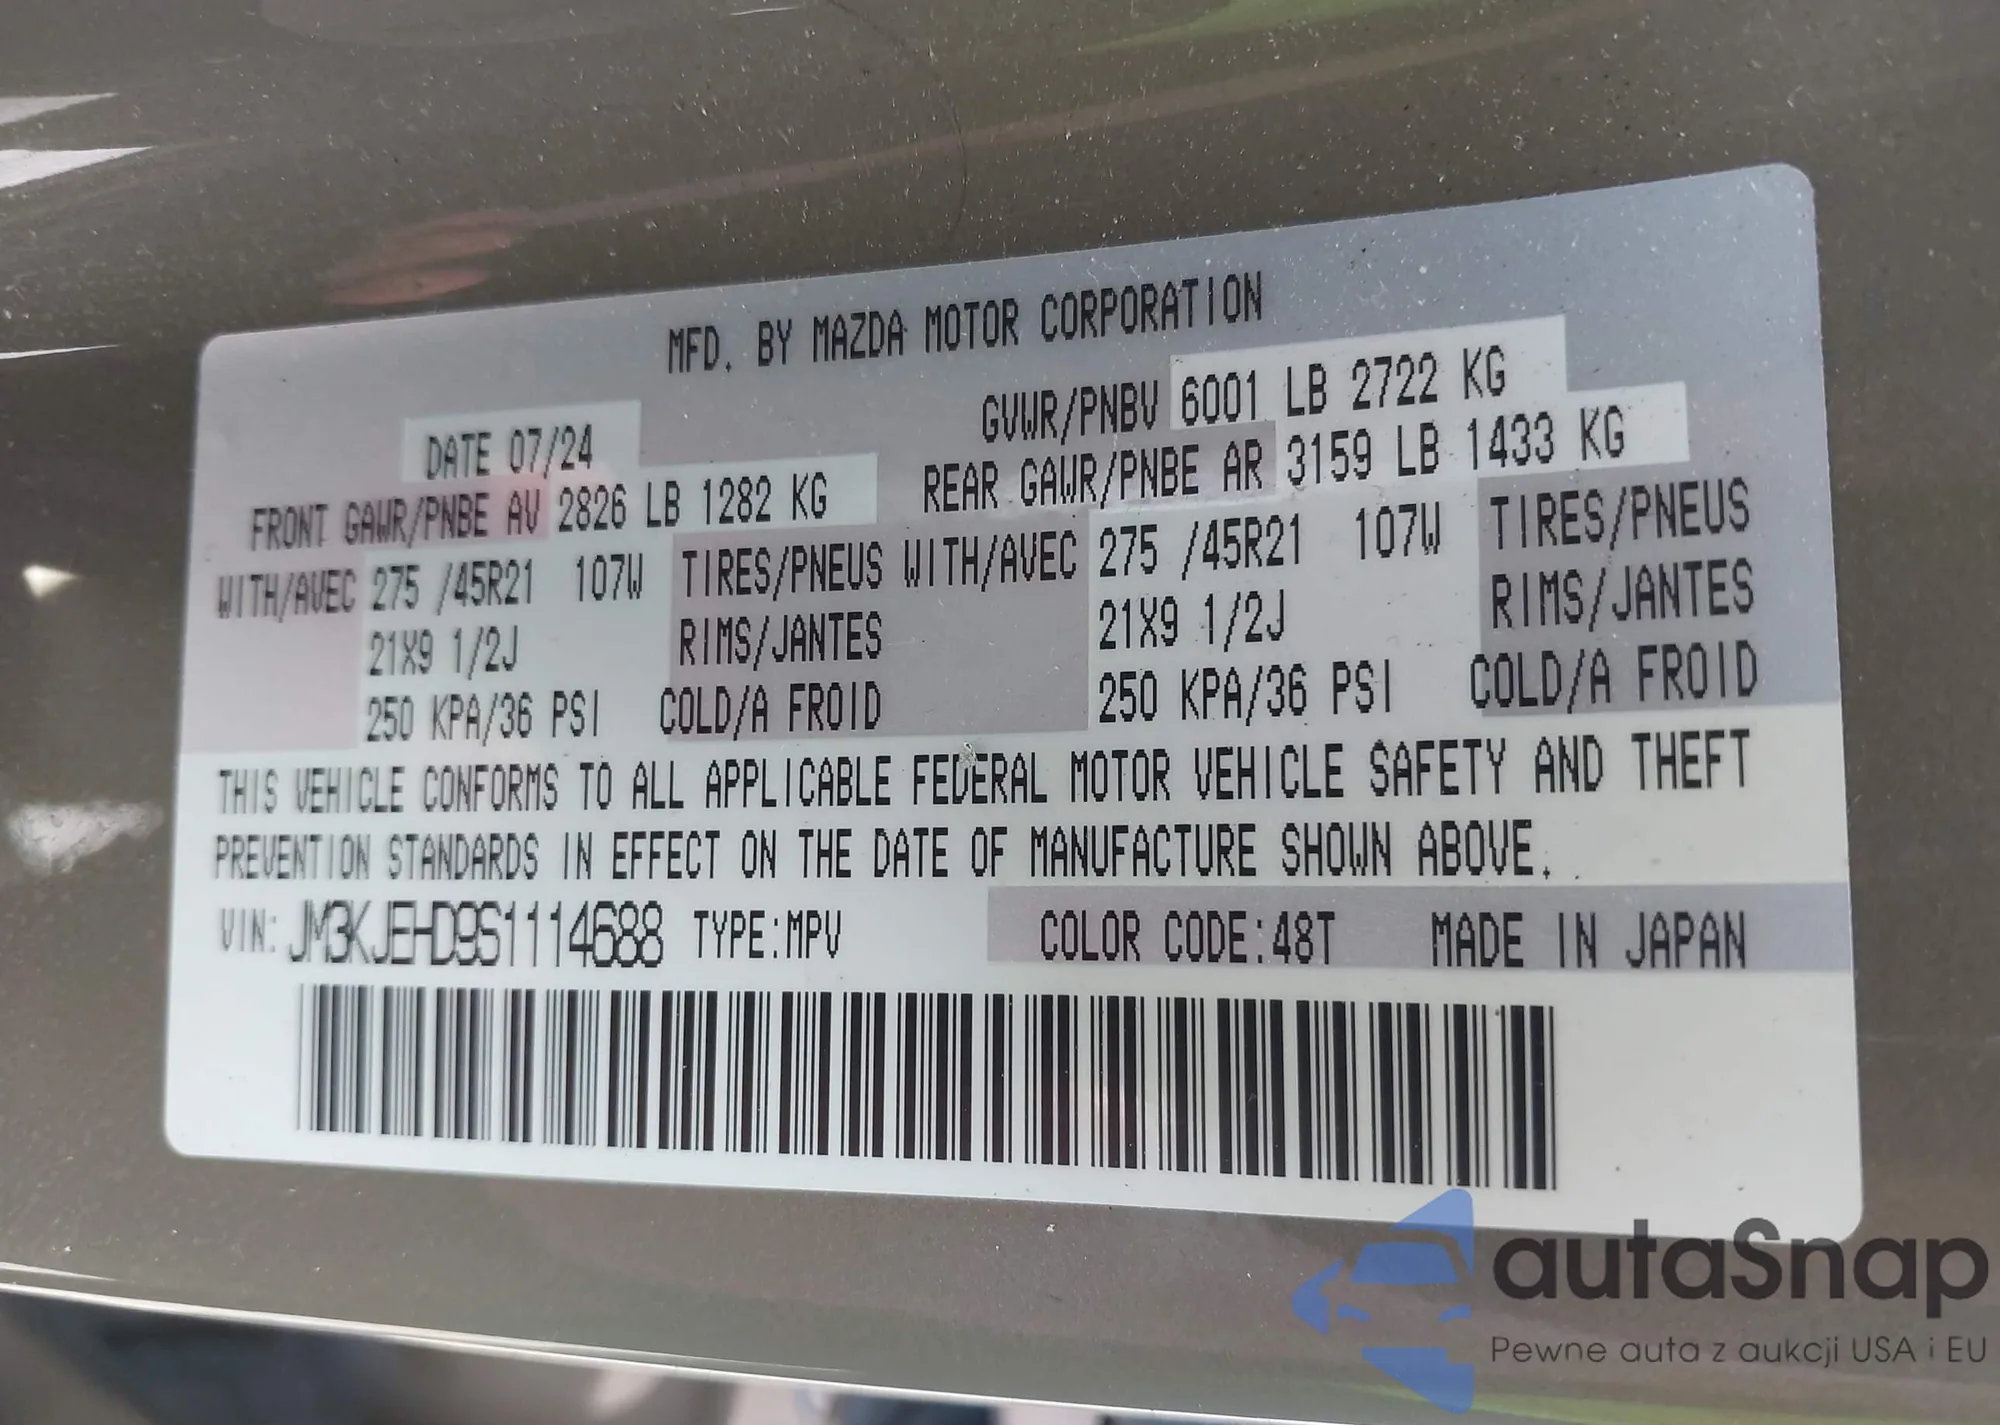 MFD. BY MAZDA MOTOR CORPORATION
DATE 07/24 GVWR/PNBV 6001 LB 2722 KG
FRONT GAWR/PNBE AV 2826 LB 1282 KG REAR GAWR/PNBE AR 3159 LB 1433 KG
WITH/AVEC 275 /45R21 107W TIRES/PNEUS WITH/AVEC 275 /45R21 107W TIRES/PNEUS
21X9 1/2J RIMS/JANTES 21X9 1/2J RIMS/JANTES
250 KPA/36 PSI COLD/A FROID 250 KPA/36 PSI COLD/A FROID
THIS VEHICLE CONFORMS TO ALL APPLICABLE FEDERAL MOTOR VEHICLE SAFETY AND THEFT
PREVENTION STANDARDS IN EFFECT ON THE DATE OF MANUFACTURE SHOWN ABOVE.
VIN: JM3KJEHD9S1114688 TYPE:MPV COLOR CODE:48T MADE IN JAPAN
autaSnap
Pewne auta z aukcji USA i EU